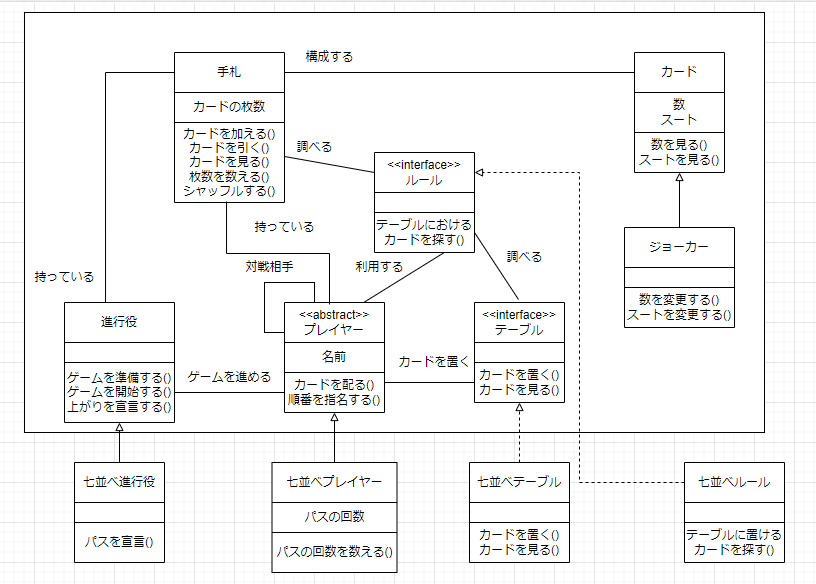 手札
カードの枚数
カードを加える()
カードを引く()
カードを見る()
枚数を数える()
シャッフルする()
構成する
カード
数
スート
数を見る()
スートを見る()
調べる
<<interface>>
ルール
テーブルにおける
カードを探す()
持っている
対戦相手
利用する
調べる
ジョーカー
数を変更する()
スートを変更する()
持っている
進行役
ゲームを準備する()
ゲームを開始する()
上がりを宣言する()
ゲームを進める
<<abstract>>
プレイヤー
名前
カードを配る()
順番を指名する()
カードを置く
<<interface>>
テーブル
カードを置く()
カードを見る()
七並べ進行役
パスを宣言()
七並べプレイヤー
パスの回数
パスの回数を数える()
七並べテーブル
カードを置く()
カードを見る()
七並べルール
テーブルに置ける
カードを探す()